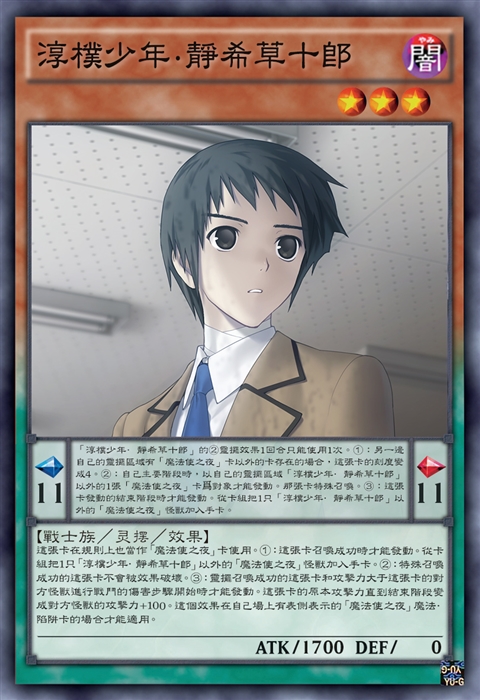 淳樸少年·靜希草十郎
やみ
闇
「淳樸少年·靜希草十郎」的②靈擺效果1回合只能使用1次。①：另一邊
自己的靈擺區域有「魔法使之夜」卡以外的卡存在的場合，這張卡的刻度變
成4。②：自己主要階段時，以自己的靈擺區域「淳樸少年·靜希草十郎」
以外的1張「魔法使之夜」卡爲對象才能發動。那張卡特殊召喚。③：這張
卡發動的結束階段時才能發動。從卡組把1只「淳樸少年·靜希草十郎」以
外的「魔法使之夜」怪獸加入手卡。
11
11
【戰士族／灵摆／效果】
這張卡在規則上也當作「魔法使之夜」卡使用。①：這張卡召喚成功時才能發動。從卡
組把1只「淳樸少年·靜希草十郎」以外的「魔法使之夜」怪獸加入手卡。②：特殊召喚
成功的這張卡不會被效果破壞。③：靈擺召喚成功的這張卡和攻擊力大于這張卡的對
方怪獸進行戰鬥的傷害步驟開始時才能發動。這張卡的原本攻擊力直到結束階段變
成對方怪獸的攻擊力+100。這個效果在自己場上有表側表示的「魔法使之夜」魔法·
陷阱卡的場合才能適用。
ATK/1700 DEF/ 0